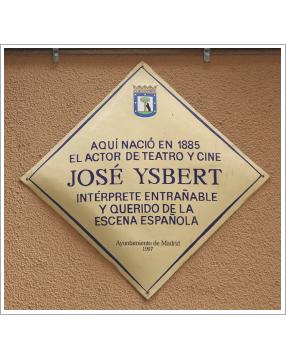 AQUÍ NACIÓ EN 1885
EL ACTOR DE TEATRO Y CINE
JOSÉ YSBERT
INTÉRPRETE ENTRAÑABLE
Y QUERIDO DE LA
ESCENA ESPAÑOLA
Ayuntamiento de Madrid
1997